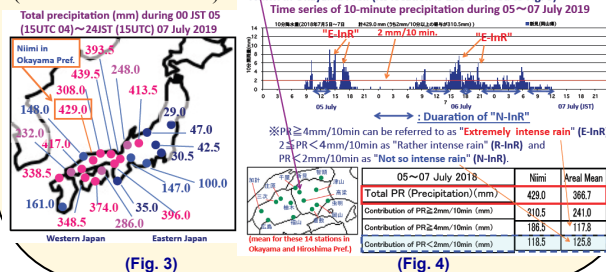 Total precipitation (mm) during 00 JST 05
(15UTC 04)〜24JST (15UTC) 07 July 2019
Niimi in
Okayama Pref.
393.5
439.5
248.0
308.0
413.5
148.0
429.0
29.0
232.0
417.0
47.0
42.5
30.5
338.5
100.0
147.0
161.0
374.0
35.0
396.0
348.5
286.0
Western Japan
Eastern Japan
(Fig. 3)
Time series of 10-minute precipitation during 05〜07 July 2019
"E-InR"
2 mm/10 min.
"E-InR"
05 July
06 July
07 July (JST)
: Duaration of "N-InR"
※PR≧4mm/10min can be referred to as "Extremely intense rain" (E-InR
2≦PR<4mm/10min as "Rather intense rain" (R-InR) and
PR<2mm/10min as "Not so intense rain" (N-InR).
(mean for these 14 stations in
Okayama and Hiroshima Pref.)
05〜07 July 2018 Niimi Areal Mean
Total PR (Precipitation) (mm) 429.0 366.7
Contribution of PR≧2mm/10min (mm) 310.5 241.0
Contribution of PR≧4mm/10min (mm) 186.5 117.8
Contribution of PR<2mm/10min (mm) 118.5 125.8
(Fig. 4)